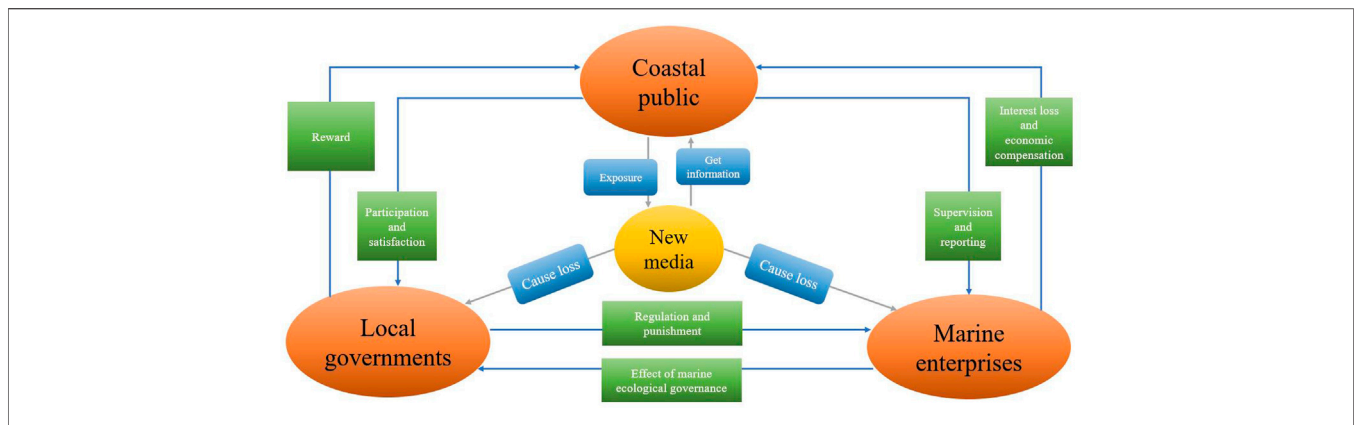 Coastal
public
Reward
Interest loss
and
economic
compensation
Exposure
Get
information
Participation
and
satisfaction
Supervision
and
reporting
New
media
Cause loss
Cause loss
Local
governments
Regulation and
punishment
Marine
enterprises
Effect of marine
ecological governance